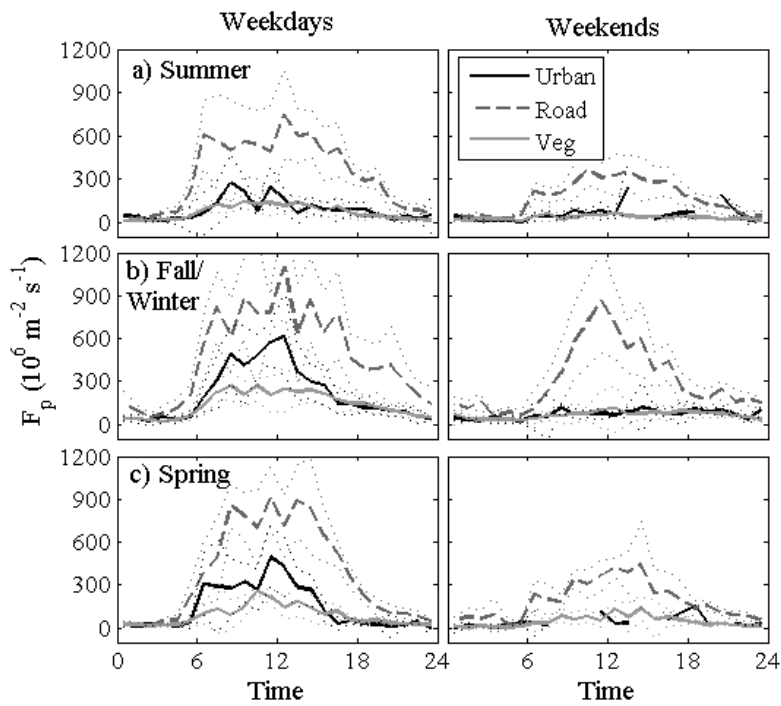 Weekdays
Weekends
1200
900
600
300
0
a) Summer
Urban
Road
Veg
1200
900
600
300
0
b) Fall/
Winter
F_p (10^6 m^-2 s^-1)
1200
900
600
300
0
c) Spring
0
6
12
18
24
6
12
18
24
Time
Time